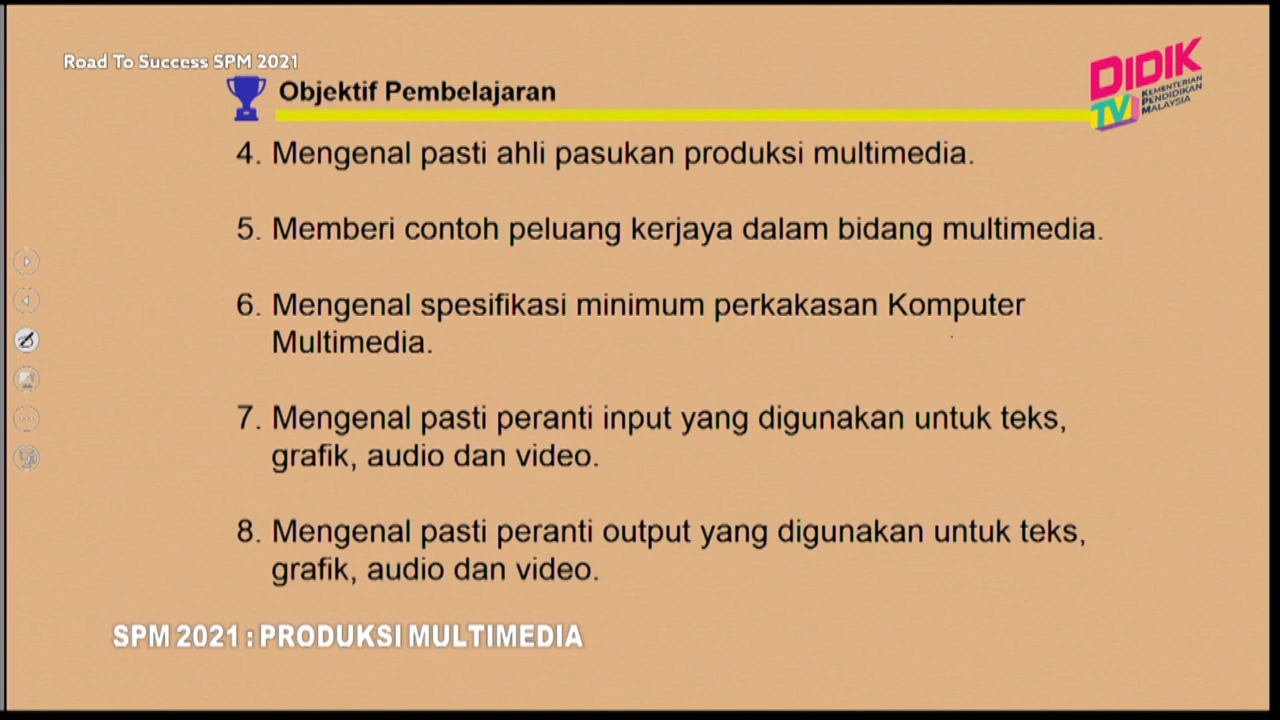 Road To Success SPM 2021
DIDIK
TV
KEMENTERIAN
PENDIDIKAN
MALAYSIA
Objektif Pembelajaran
4. Mengenal pasti ahli pasukan produksi multimedia.
5. Memberi contoh peluang kerjaya dalam bidang multimedia.
6. Mengenal spesifikasi minimum perkakasan Komputer
Multimedia.
7. Mengenal pasti peranti input yang digunakan untuk teks,
grafik, audio dan video.
8. Mengenal pasti peranti output yang digunakan untuk teks,
grafik, audio dan video.
SPM 2021 : PRODUKSI MULTIMEDIA